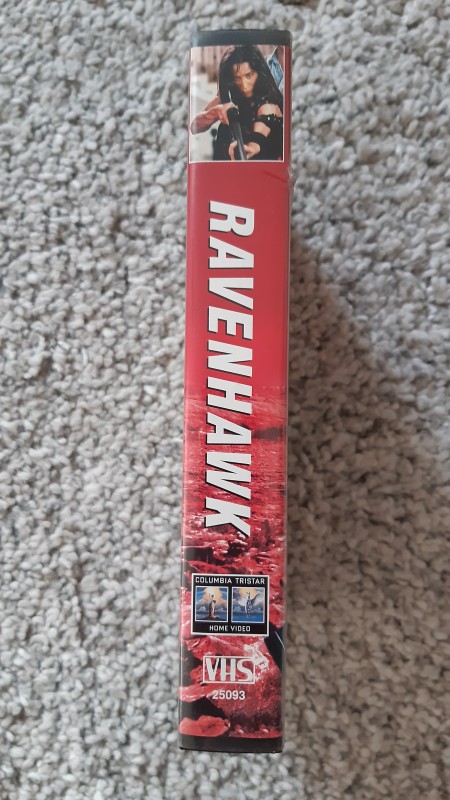 RAVENHAWK
COLUMBIA TRISTAR
HOME VIDEO
VHS
25093